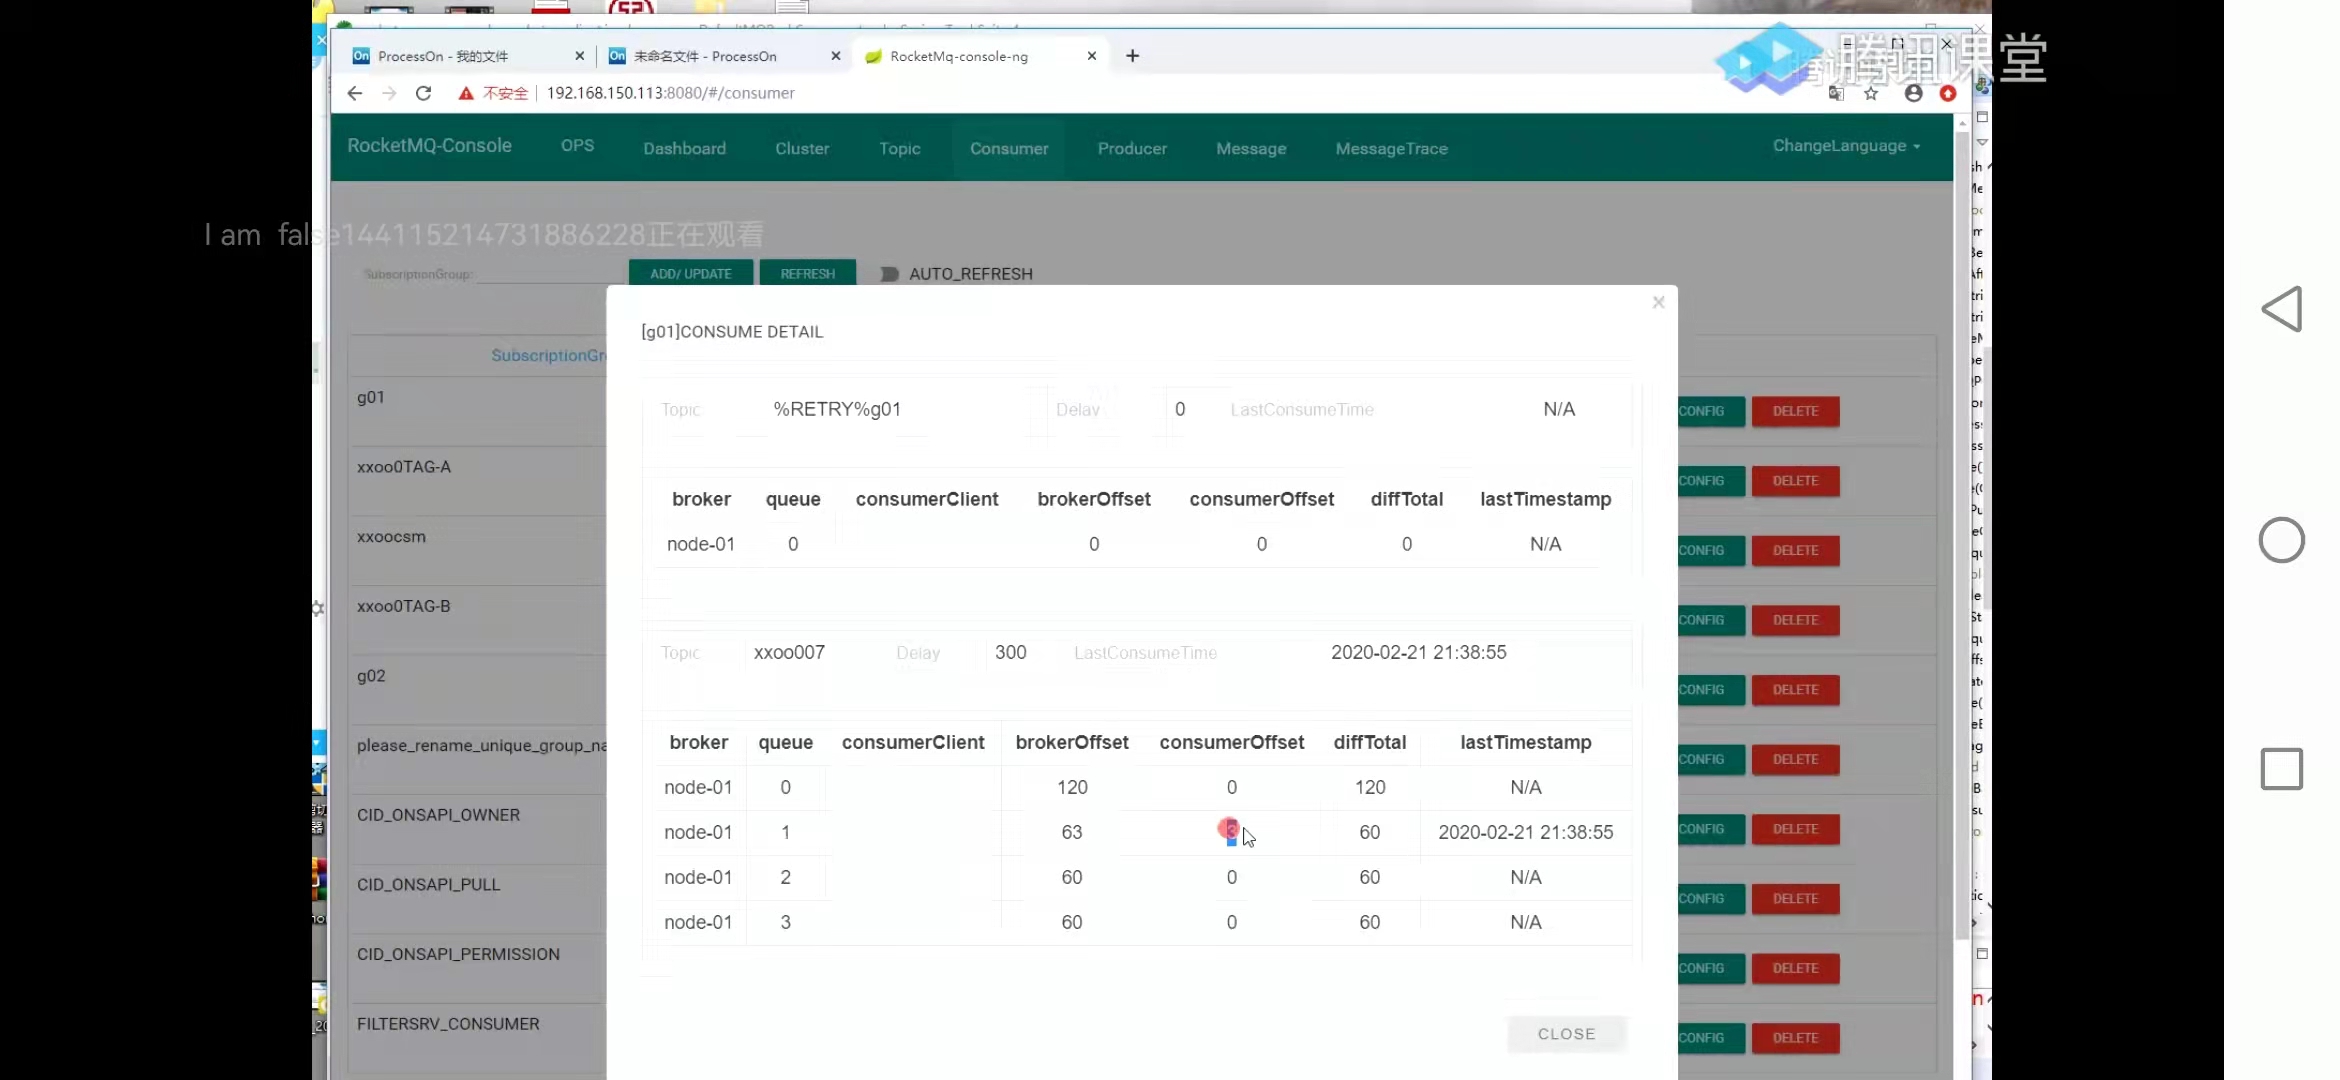 ProcessOn - 我的文件
未命名文件 - ProcessOn
RocketMq-console-ng
腾讯课堂
不安全
192.168.150.113:8080/#/consumer
RocketMQ-Console OPS Dashboard Cluster Topic Consumer Producer Message MessageTrace ChangeLanguage
I am false144115214731886228正在观看
SubscriptionGroup: ADD/ UPDATE REFRESH AUTO_REFRESH
[g01]CONSUME DETAIL
SubscriptionGr
Topic %RETRY%g01 Delay 0 LastConsumeTime N/A
g01 CONFIG DELETE
xxoo0TAG-A CONFIG DELETE
broker queue consumerClient brokerOffset consumerOffset diffTotal lastTimestamp
node-01 0 0 0 0 N/A
xxoocsm CONFIG DELETE
xxoo0TAG-B CONFIG DELETE
Topic xxoo007 Delay 300 LastConsumeTime 2020-02-21 21:38:55
g02 CONFIG DELETE
broker queue consumerClient brokerOffset consumerOffset diffTotal lastTimestamp
please_rename_unique_group_na CONFIG DELETE
node-01 0 120 0 120 N/A
CID_ONSAPI_OWNER CONFIG DELETE
node-01 1 63 60 2020-02-21 21:38:55
node-01 2 60 0 60 N/A
CID_ONSAPI_PULL CONFIG DELETE
node-01 3 60 0 60 N/A
CID_ONSAPI_PERMISSION CONFIG DELETE
FILTERSRV_CONSUMER CONFIG DELETE
CLOSE